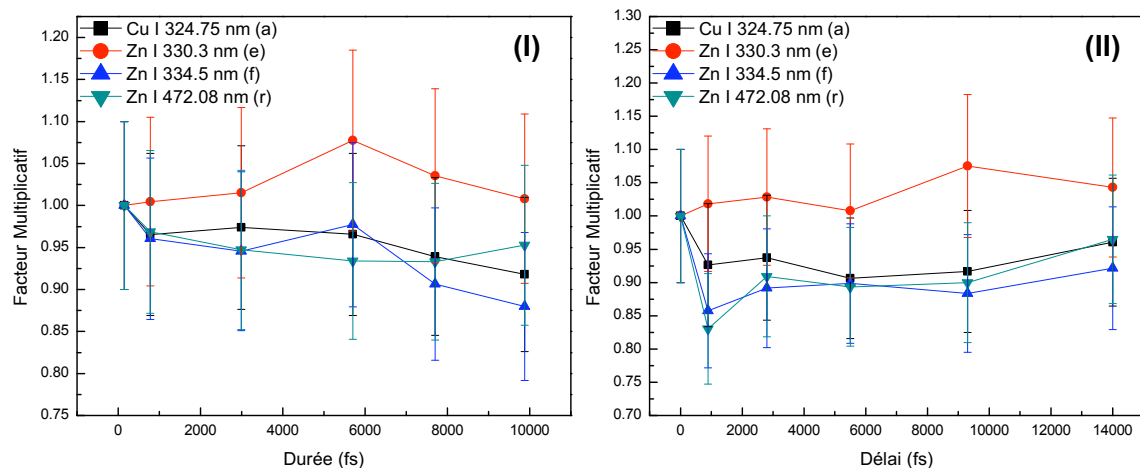 Cu I 324.75 nm (a)
Zn I 330.3 nm (e)
Zn I 334.5 nm (f)
Zn I 472.08 nm (r)
(I)
1.20
1.15
1.10
1.05
1.00
0.95
0.90
0.85
0.80
0.75
Facteur Multiplicatif
0 2000 4000 6000 8000 10000
Durée (fs)
Cu I 324.75 nm (a)
Zn I 330.3 nm (e)
Zn I 334.5 nm (f)
Zn I 472.08 nm (r)
(II)
1.30
1.25
1.20
1.15
1.10
1.05
1.00
0.95
0.90
0.85
0.80
0.75
0.70
Facteur Multiplicatif
0 2000 4000 6000 8000 10000 12000 14000
Délai (fs)